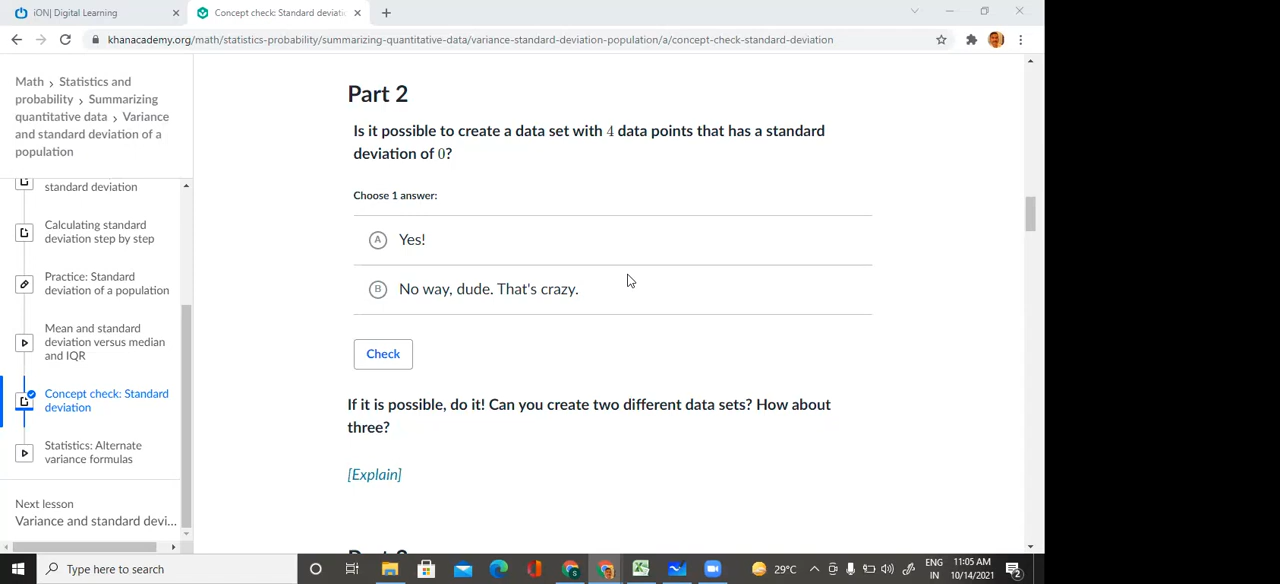 iON| Digital Learning
Concept check: Standard deviati
khanacademy.org/math/statistics-probability/summarizing-quantitative-data/variance-standard-deviation-population/a/concept-check-standard-deviation
Math > Statistics and
probability > Summarizing
quantitative data > Variance
and standard deviation of a
population
standard deviation
Calculating standard
deviation step by step
Practice: Standard
deviation of a population
Mean and standard
deviation versus median
and IQR
Concept check: Standard
deviation
Statistics: Alternate
variance formulas
Next lesson
Variance and standard devi...
Part 2
Is it possible to create a data set with 4 data points that has a standard
deviation of 0?
Choose 1 answer:
A Yes!
B No way, dude. That's crazy.
Check
If it is possible, do it! Can you create two different data sets? How about
three?
[Explain]
Type here to search
29°C
ENG
IN
11:05 AM
10/14/2021
2